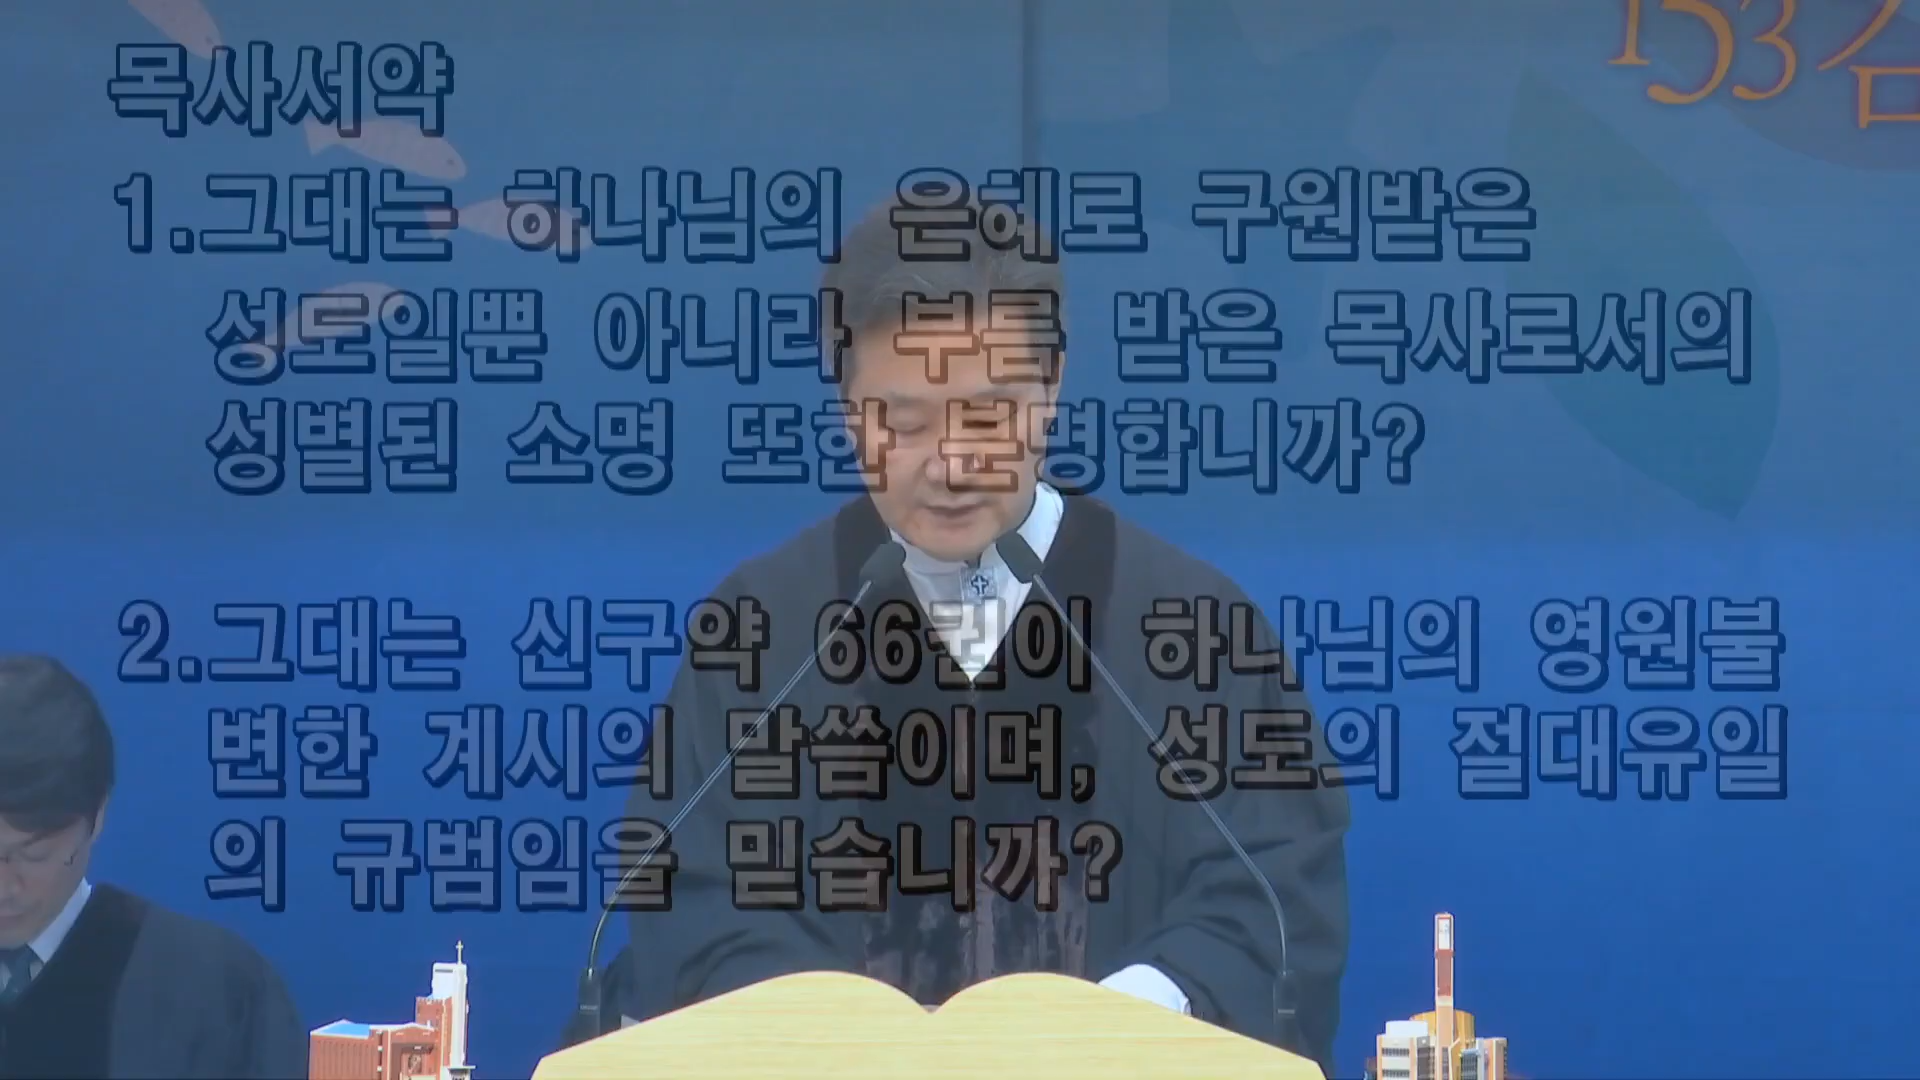 153감
목사서약
1.그대는 하나님의 은혜로 구원받은
성도일뿐 아니라 부름 받은 목사로서의
성별된 소명 또한 분명합니까?
2.그대는 신구약 66권이 하나님의 영원불
변한 계시의 말씀이며, 성도의 절대유일
의 규범임을 믿습니까?